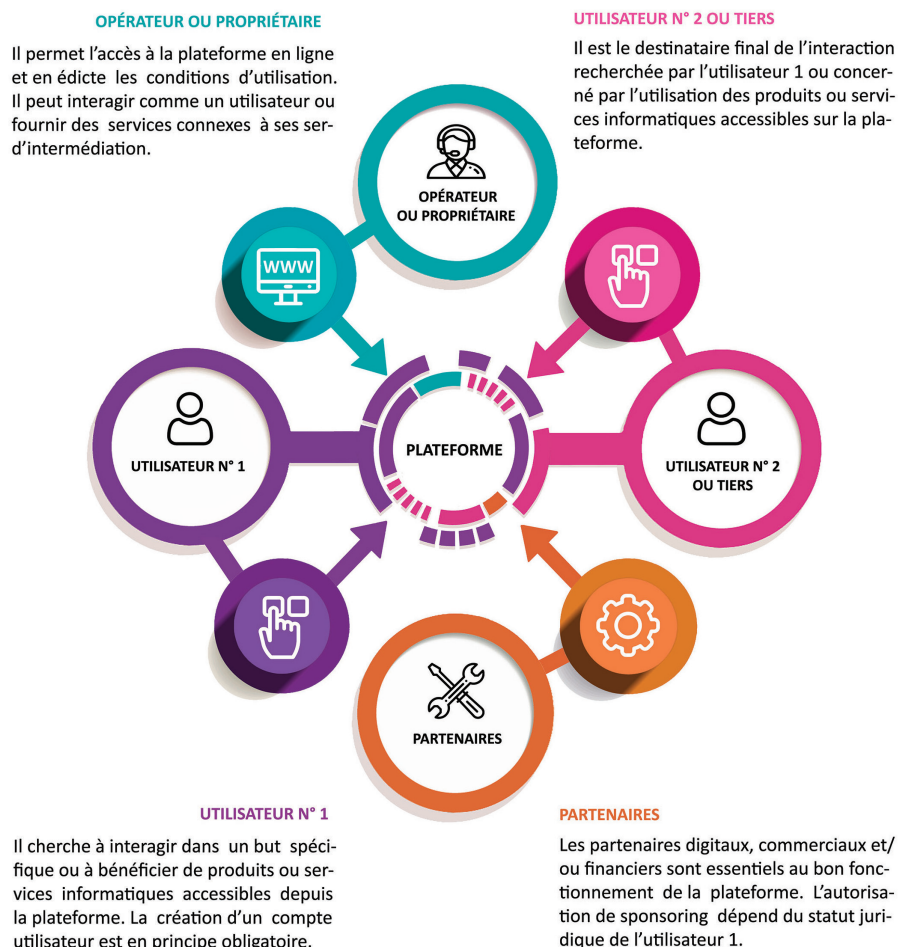 OPÉRATEUR OU PROPRIÉTAIRE
Il permet l’accès à la plateforme en ligne
et en édicte les conditions d’utilisation.
Il peut interagir comme un utilisateur ou
fournir des services connexes à ses ser-
d’intermédiation.
UTILISATEUR N° 2 OU TIERS
Il est le destinataire final de l’interaction
recherchée par l’utilisateur 1 ou concer-
né par l’utilisation des produits ou servi-
ces informatiques accessibles sur la pla-
teforme.
OPÉRATEUR
OU PROPRIÉTAIRE
WWW
UTILISATEUR N° 1
PLATEFORME
UTILISATEUR N° 2
OU TIERS
PARTENAIRES
UTILISATEUR N° 1
Il cherche à interagir dans un but spéci-
fique ou à bénéficier de produits ou ser-
vices informatiques accessibles depuis
la plateforme. La création d’un compte
utilisateur est en principe obligatoire.
PARTENAIRES
Les partenaires digitaux, commerciaux et/
ou financiers sont essentiels au bon fonc-
tionnement de la plateforme. L’autorisa-
tion de sponsoring dépend du statut juri-
dique de l’utilisateur 1.